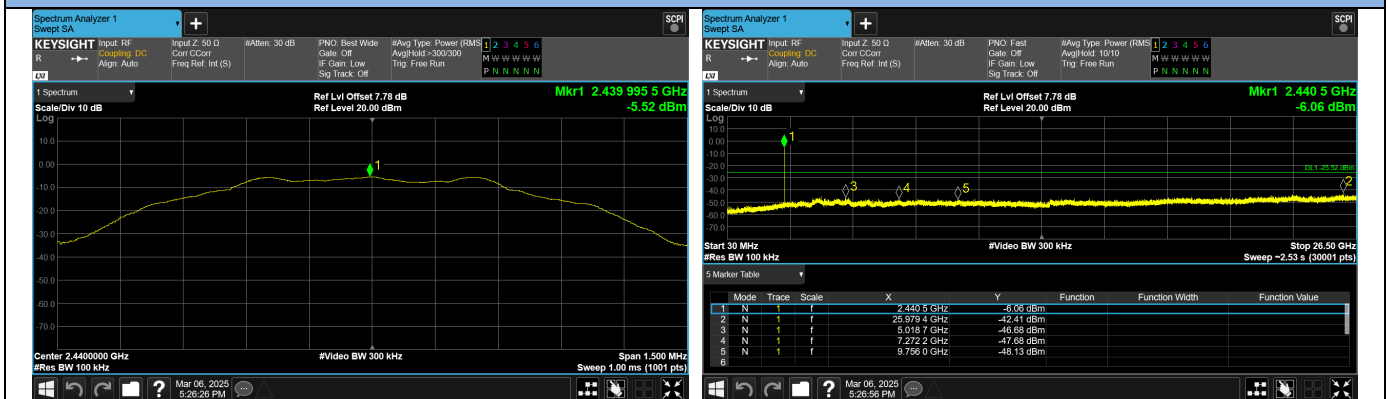 Spectrum Analyzer 1
Swept SA
+
SCPI
KEYSIGHT
R
LXI
Input: RF
Coupling: DC
Align: Auto
Input Z: 50 Ω
Corr CCorr
Freq Ref: Int (S)
#Atten: 30 dB
PNO: Best Wide
Gate: Off
IF Gain: Low
Sig Track: Off
#Avg Type: Power (RMS
Avg|Hold:>300/300
Trig: Free Run
1 2 3 4 5 6
M W W W W W
P N N N N N
1 Spectrum
Scale/Div 10 dB
Ref Lvl Offset 7.78 dB
Ref Level 20.00 dBm
Mkr1 2.439 995 5 GHz
-5.52 dBm
Log
10.0
0.00
-10.0
-20.0
-30.0
-40.0
-50.0
-60.0
-70.0
1
Center 2.4400000 GHz
#Res BW 100 kHz
#Video BW 300 kHz
Span 1.500 MHz
Sweep 1.00 ms (1001 pts)
?
Mar 06, 2025
5:26:26 PM
Spectrum Analyzer 1
Swept SA
+
SCPI
KEYSIGHT
R
LXI
Input: RF
Coupling: DC
Align: Auto
Input Z: 50 Ω
Corr CCorr
Freq Ref: Int (S)
#Atten: 30 dB
PNO: Fast
Gate: Off
IF Gain: Low
Sig Track: Off
#Avg Type: Power (RMS
Avg|Hold: 10/10
Trig: Free Run
1 2 3 4 5 6
M W W W W W
P N N N N N
1 Spectrum
Scale/Div 10 dB
Ref Lvl Offset 7.78 dB
Ref Level 20.00 dBm
Mkr1 2.440 5 GHz
-6.06 dBm
Log
10.0
0.00
-10.0
-20.0
-30.0
-40.0
-50.0
-60.0
-70.0
1
DL1 -25.52 dBm
3
4
5
2
Start 30 MHz
#Res BW 100 kHz
#Video BW 300 kHz
Stop 26.50 GHz
Sweep ~2.53 s (30001 pts)
5 Marker Table
Mode Trace Scale X Y Function Function Width Function Value
1 N 1 f 2.440 5 GHz -6.06 dBm
2 N 1 f 25.979 4 GHz -42.41 dBm
3 N 1 f 5.018 7 GHz -46.68 dBm
4 N 1 f 7.272 2 GHz -47.68 dBm
5 N 1 f 9.756 0 GHz -48.13 dBm
6
?
Mar 06, 2025
5:26:56 PM